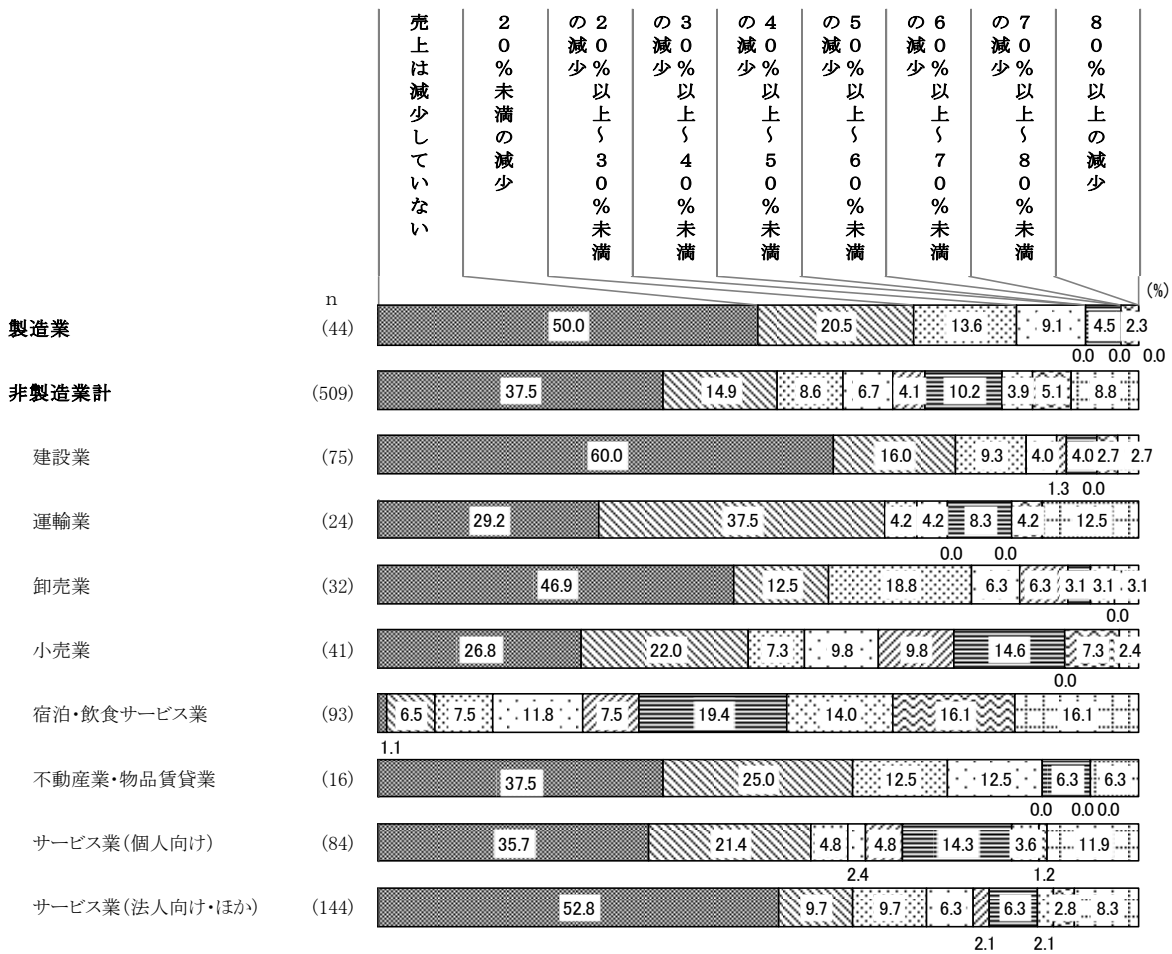 売上は減少していない
20%未満の減少
20%以上~30%未満
の減少
30%以上~40%未満
の減少
40%以上~50%未満
の減少
50%以上~60%未満
の減少
60%以上~70%未満
の減少
70%以上~80%未満
の減少
80%以上の減少
n
(%)
製造業 (44) 50.0 20.5 13.6 9.1 4.5 2.3
0.0 0.0 0.0
非製造業計 (509) 37.5 14.9 8.6 6.7 4.1 10.2 3.9 5.1 8.8
建設業 (75) 60.0 16.0 9.3 4.0 4.0 2.7 2.7
1.3 0.0
運輸業 (24) 29.2 37.5 4.2 4.2 8.3 4.2 12.5
0.0 0.0
卸売業 (32) 46.9 12.5 18.8 6.3 6.3 3.1 3.1 3.1
0.0
小売業 (41) 26.8 22.0 7.3 9.8 9.8 14.6 7.3 2.4
0.0
宿泊・飲食サービス業 (93) 6.5 7.5 11.8 7.5 19.4 14.0 16.1 16.1
1.1
不動産業・物品賃貸業 (16) 37.5 25.0 12.5 12.5 6.3 6.3
0.0 0.0 0.0
サービス業(個人向け) (84) 35.7 21.4 4.8 4.8 14.3 3.6 11.9
2.4 1.2
サービス業(法人向け・ほか) (144) 52.8 9.7 9.7 6.3 6.3 2.8 8.3
2.1 2.1